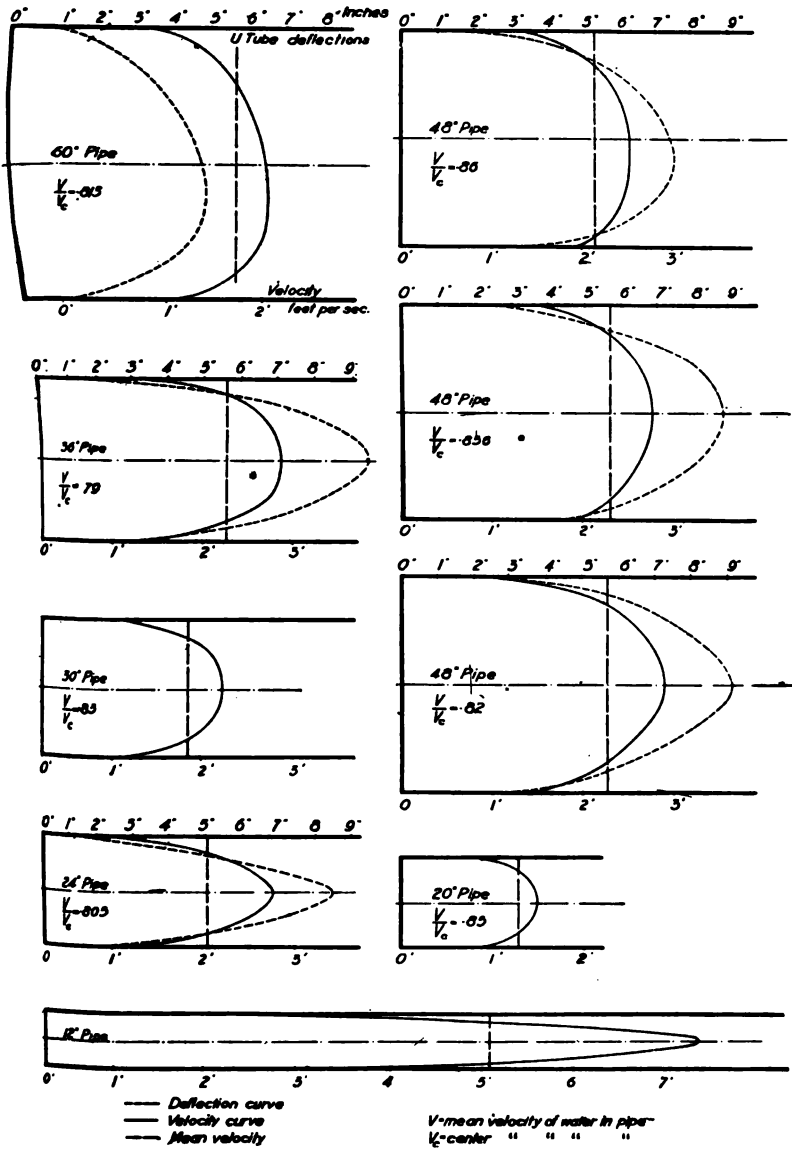 0" 1" 2" 3" 4" 5" 6" 7" 8" Inches
U Tube deflections
60" Pipe
V/Vc = .815
Velocity
feet per sec.
0' 1' 2'
0" 1" 2" 3" 4" 5" 6" 7" 8" 9"
48" Pipe
V/Vc = .86
0' 1' 2' 3'
0" 1" 2" 3" 4" 5" 6" 7" 8" 9"
48" Pipe
V/Vc = .836
1' 2' 3'
0" 1" 2" 3" 4" 5" 6" 7" 8" 9"
36" Pipe
V/Vc = .79
0' 1' 2' 3'
0" 1" 2" 3" 4" 5" 6" 7" 8" 9"
48" Pipe
V/Vc = .82
0 1' 2' 3'
30" Pipe
V/Vc = .83
0' 1' 2' 3'
0" 1" 2" 3" 4" 5" 6" 7" 8" 9"
24" Pipe
V/Vc = .805
0 1' 2' 3'
20" Pipe
V/Vc = .85
0' 1' 2'
12" Pipe
0' 1' 2' 3' 4' 5' 6' 7'
Deflection curve
Velocity curve
Mean velocity
V=mean velocity of water in pipe
Vc=center " " " "